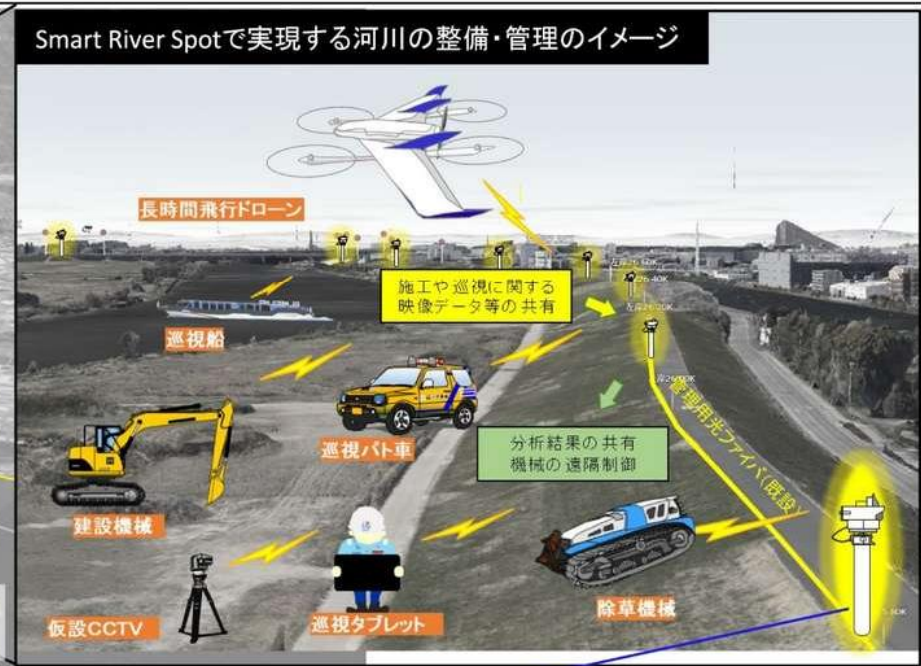 Smart River Spotで実現する河川の整備・管理のイメージ
長時間飛行ドローン
施工や巡視に関する
映像データ等の共有
巡視船
巡視パト車
分析結果の共有
機械の遠隔制御
管理用光ファイバ(既設)
建設機械
仮設CCTV
巡視タブレット
除草機械